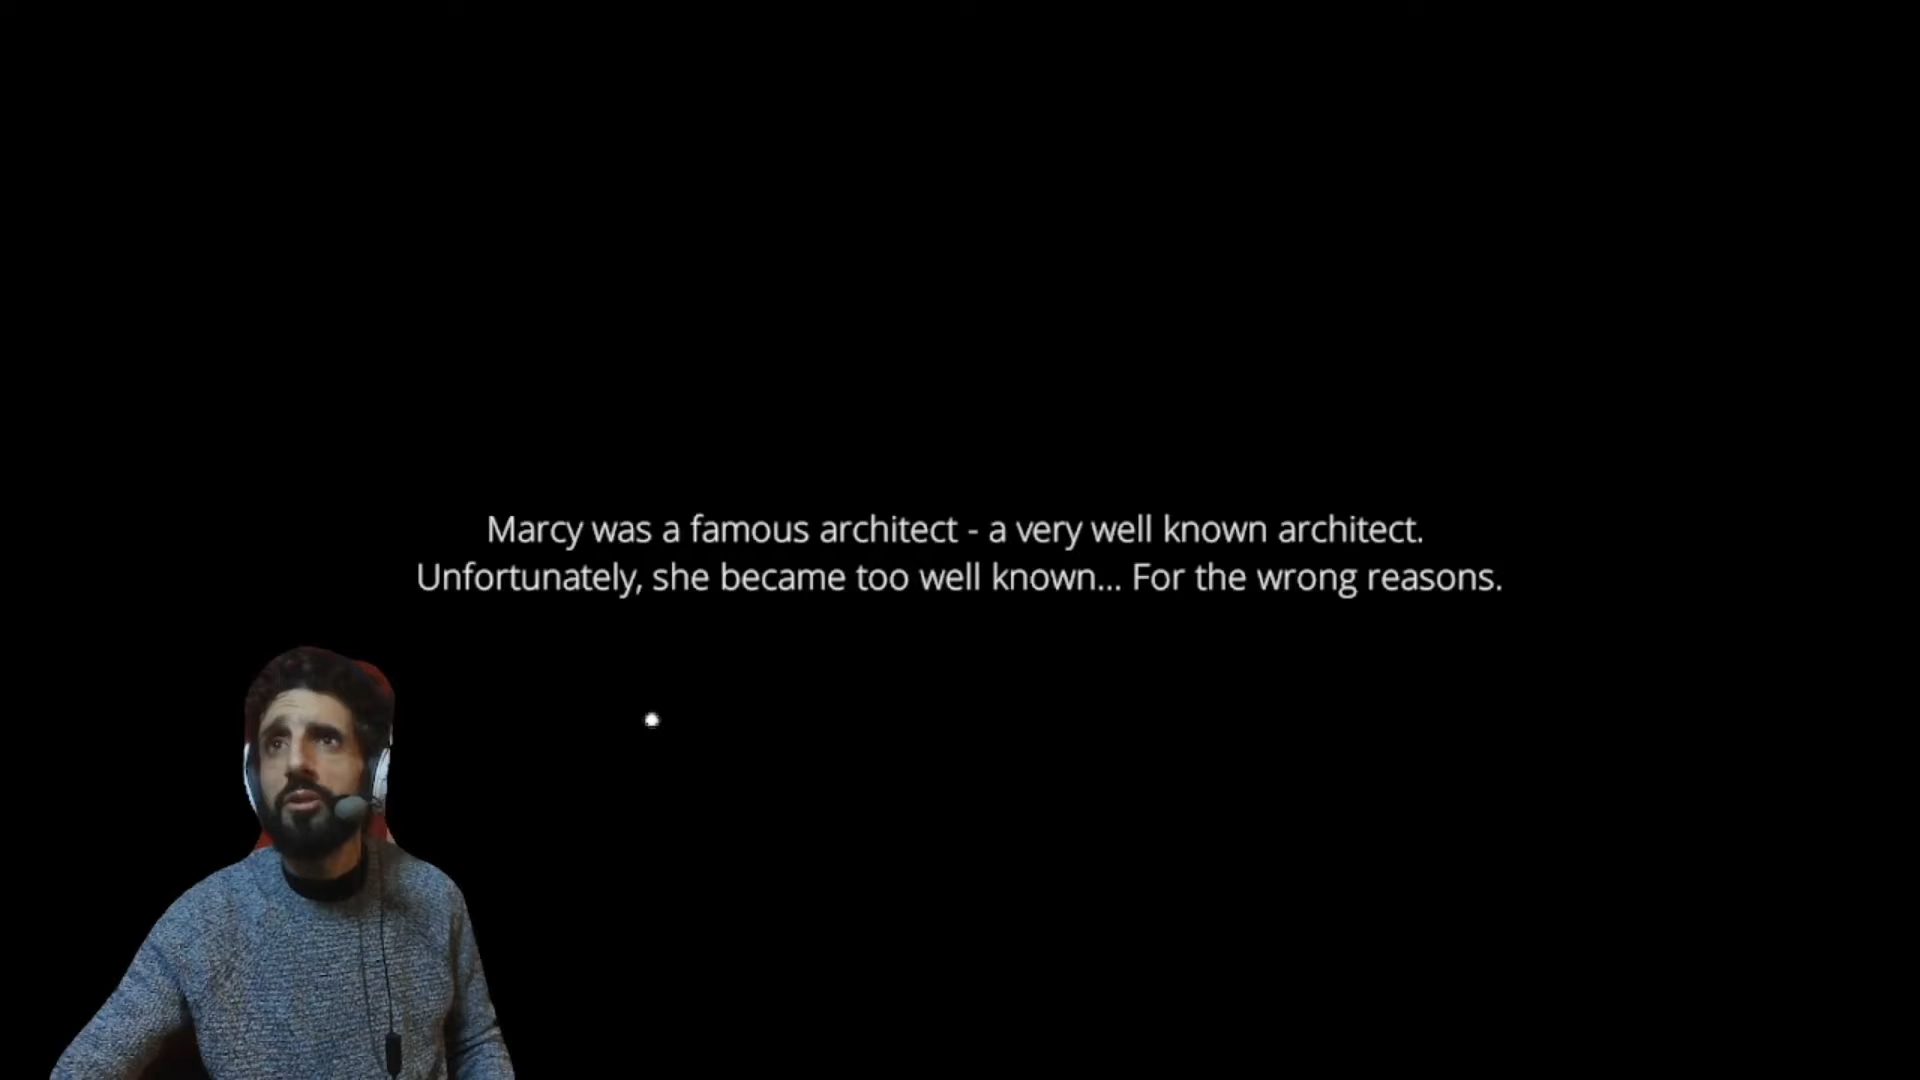 Marcy was a famous architect - a very well known architect.
Unfortunately, she became too well known... For the wrong reasons.